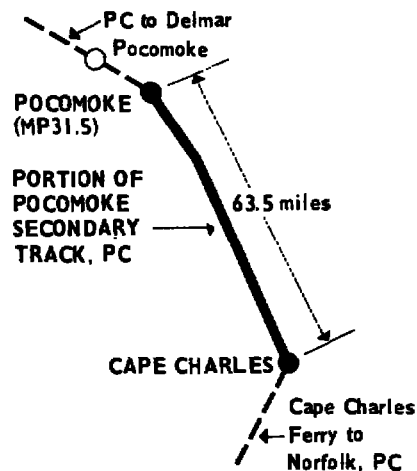 PC to Delmar
Pocomoke
POCOMOKE
(MP31.5)
PORTION OF
POCOMOKE
SECONDARY
TRACK, PC
63.5 miles
CAPE CHARLES
Cape Charles
Ferry to
Norfolk, PC